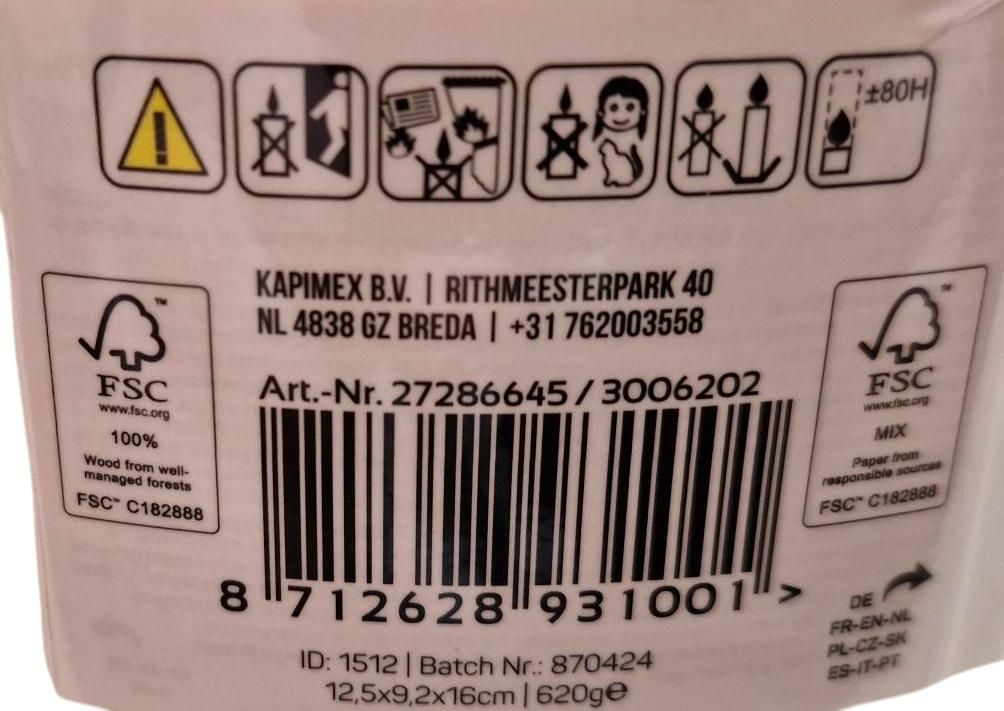 ±80H
KAPIMEX B.V. | RITHMEESTERPARK 40
NL 4838 GZ BREDA | +31 762003558
FSC
www.fsc.org
100%
Wood from well-
managed forests
FSC™ C182888
Art.-Nr. 27286645 / 3006202
8 712628 931001 >
FSC
www.fsc.org
MIX
Paper from
responsible sources
FSC™ C182888
DE
FR-EN-NL
PL-CZ-SK
ES-IT-PT
ID: 1512 | Batch Nr.: 870424
12,5x9,2x16cm | 620g℮